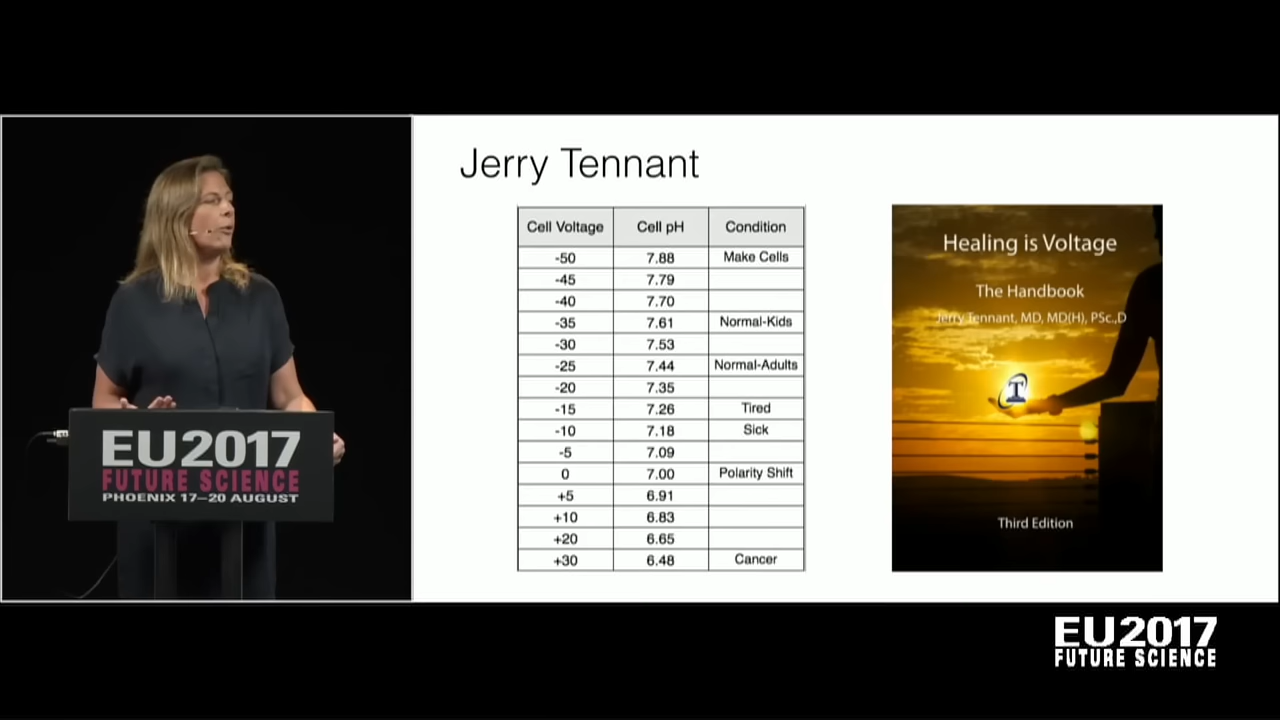 Jerry Tennant
Cell Voltage Cell pH Condition
-50 7.88 Make Cells
-45 7.79
-40 7.70
-35 7.61 Normal-Kids
-30 7.53
-25 7.44 Normal-Adults
-20 7.35
-15 7.26 Tired
-10 7.18 Sick
-5 7.09
0 7.00 Polarity Shift
+5 6.91
+10 6.83
+20 6.65
+30 6.48 Cancer
Healing is Voltage
The Handbook
Jerry Tennant, MD, MD(H), PSc.,D
T
Third Edition
EU2017
FUTURE SCIENCE
PHOENIX 17–20 AUGUST
EU2017
FUTURE SCIENCE